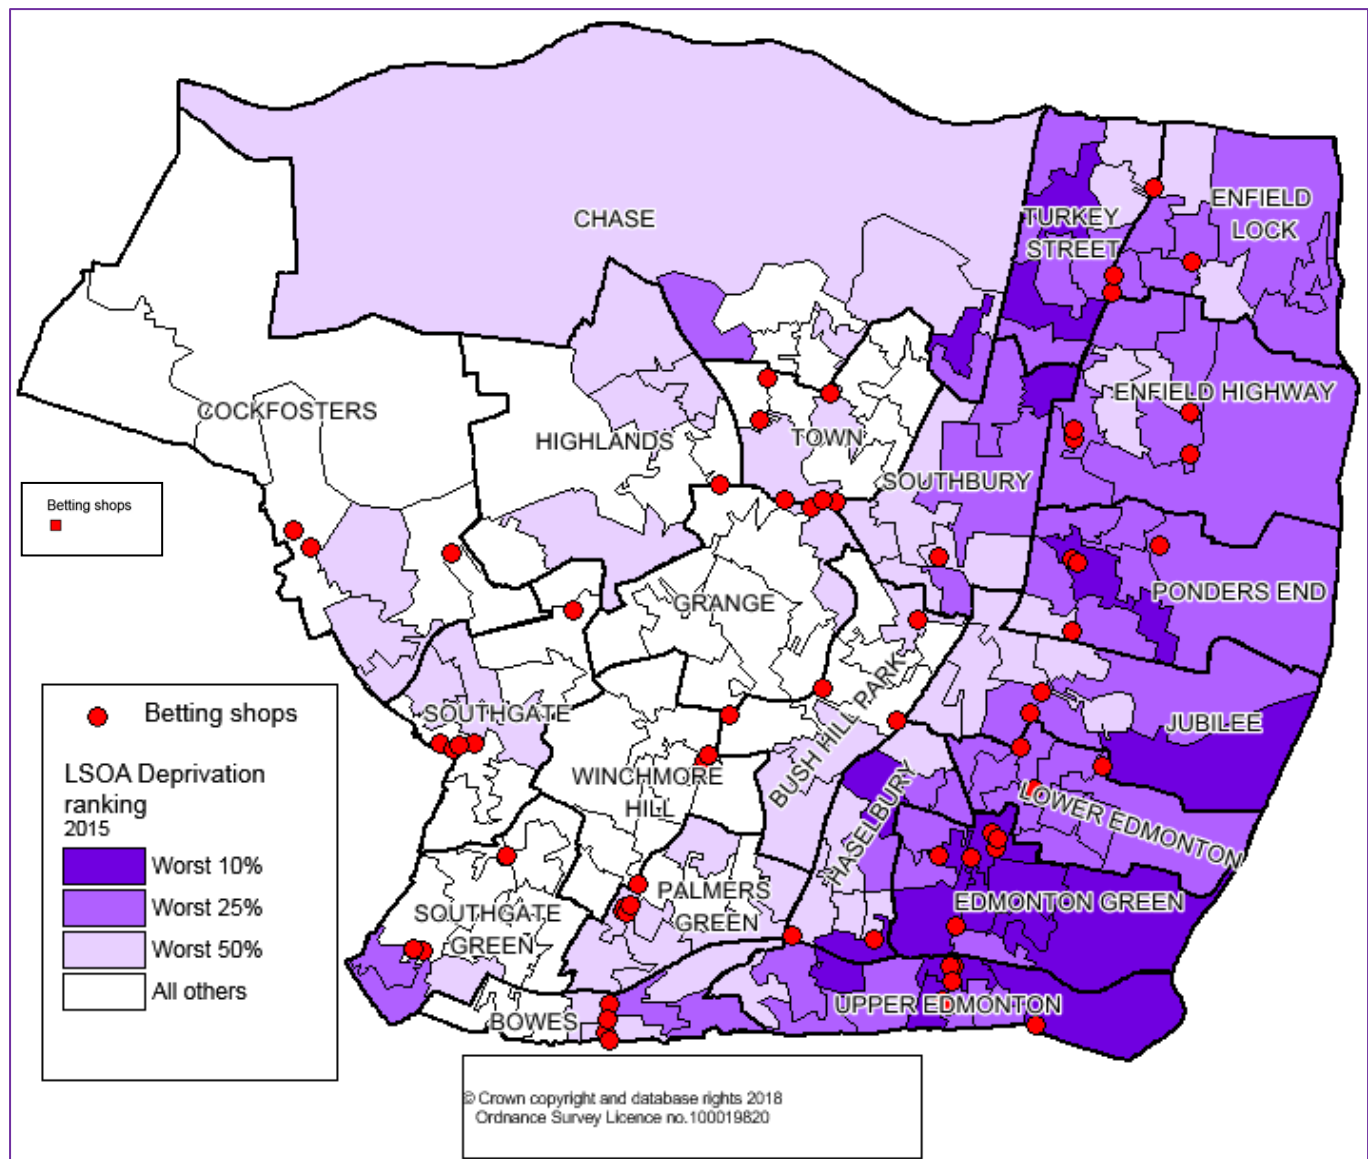 CHASE
TURKEY
STREET
ENFIELD
LOCK
COCKFOSTERS
HIGHLANDS
TOWN
ENFIELD HIGHWAY
SOUTHBURY
Betting shops
GRANGE
PONDERS END
SOUTHGATE
BUSH HILL PARK
JUBILEE
WINCHMORE
HILL
HASELBURY
LOWER EDMONTON
PALMERS
GREEN
SOUTHGATE
GREEN
EDMONTON GREEN
UPPER EDMONTON
BOWES
Betting shops
LSOA Deprivation
ranking
2015
Worst 10%
Worst 25%
Worst 50%
All others
© Crown copyright and database rights 2018
Ordnance Survey Licence no.100019820